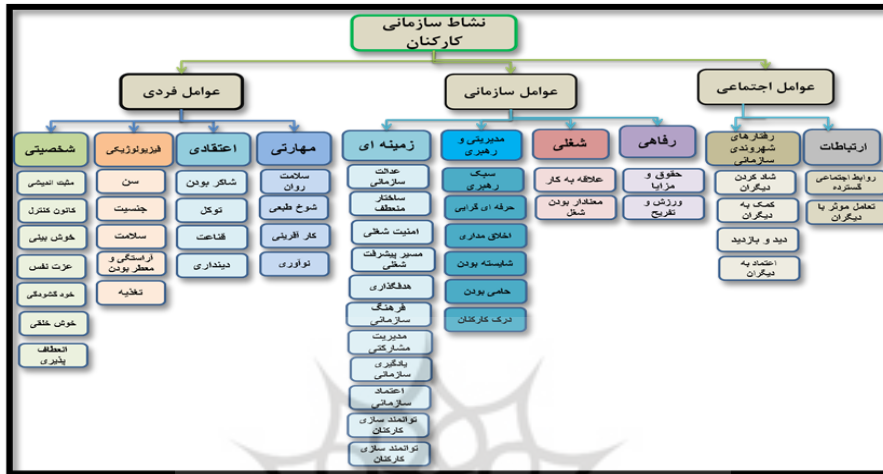 نشاط سازمانی
کارکنان
عوامل اجتماعی
عوامل سازمانی
عوامل فردی
ارتباطات
روابط اجتماعی
گسترده
تعامل موثر با
دیگران
رفتارهای
شهروندی
سازمانی
شاد کردن
دیگران
کمک به
دیگران
دید و بازدید
اعتماد به
دیگران
رفاهی
حقوق و
مزایا
ورزش و
تفریح
شغلی
علاقه به کار
معنادار بودن
شغل
مدیریتی و
رهبری
سبک
رهبری
حرفه ای گرایی
اخلاق مداری
شایسته بودن
حامی بودن
درک کارکنان
زمینه ای
عدالت
سازمانی
ساختار
منعطف
امنیت شغلی
مسیر پیشرفت
شغلی
هدفگذاری
فرهنگ
سازمانی
مدیریت
مشارکتی
یادگیری
سازمانی
اعتماد
سازمانی
توانمند سازی
کارکنان
توانمند سازی
کارکنان
مهارتی
سلامت
روان
شوخ طبعی
کار آفرینی
نوآوری
اعتقادی
شاکر بودن
توکل
قناعت
دینداری
فیزیولوژیکی
سن
جنسیت
سلامت
آراستگی و
معطر بودن
تغذیه
شخصیتی
مثبت اندیشی
کانون کنترل
خوش بینی
عزت نفس
خود گشودگی
خوش خلقی
انعطاف
پذیری